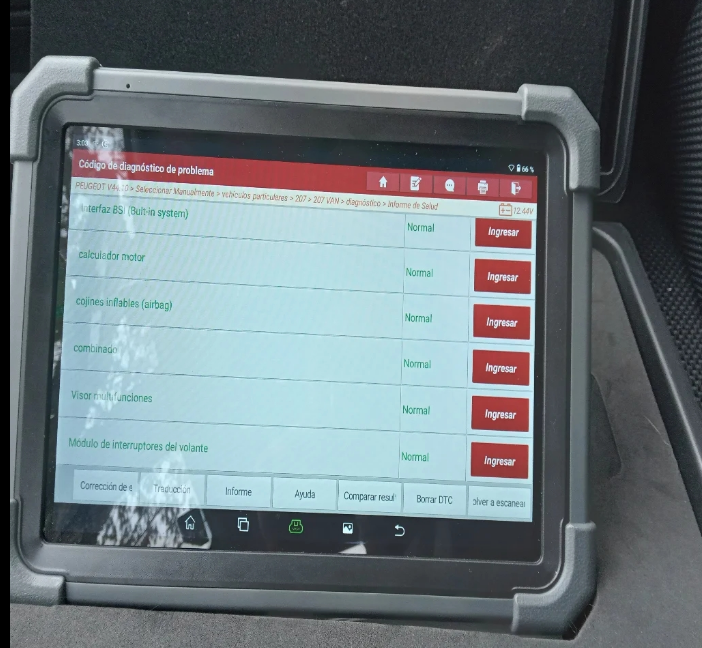 3:03
66 %
Código de diagnóstico de problema
PEUGEOT > Seleccionar Manualmente > vehículos particulares > 207 > 207 VAN > diagnóstico > Informe de Salud
12.44V
Interfaz BSI (Built-in system) Normal Ingresar
calculador motor Normal Ingresar
cojines inflables (airbag) Normal Ingresar
combinado Normal Ingresar
Visor multifunciones Normal Ingresar
Módulo de interruptores del volante Normal Ingresar
Corrección de e Traducción Informe Ayuda Comparar resul Borrar DTC olver a escanear